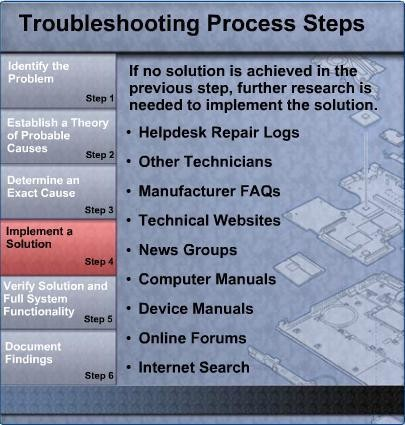 Troubleshooting Process Steps
Identify the
Problem
Step 1
Establish a Theory
of Probable
Causes
Step 2
Determine an
Exact Cause
Step 3
Implement a
Solution
Step 4
Verify Solution and
Full System
Functionality
Step 5
Document
Findings
Step 6
If no solution is achieved in the
previous step, further research is
needed to implement the solution.
• Helpdesk Repair Logs
• Other Technicians
• Manufacturer FAQs
• Technical Websites
• News Groups
• Computer Manuals
• Device Manuals
• Online Forums
• Internet Search